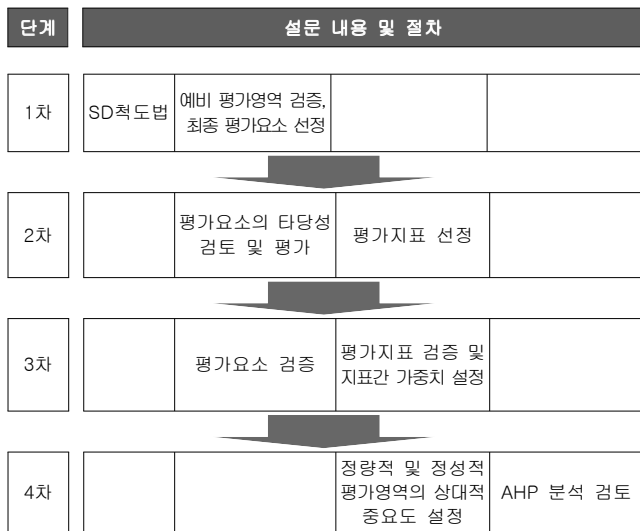 단계
설문 내용 및 절차
1차
SD척도법
예비 평가영역 검증,
최종 평가요소 선정
2차
평가요소의 타당성
검토 및 평가
평가지표 선정
3차
평가요소 검증
평가지표 검증 및
지표간 가중치 설정
4차
정량적 및 정성적
평가영역의 상대적
중요도 설정
AHP 분석 검토